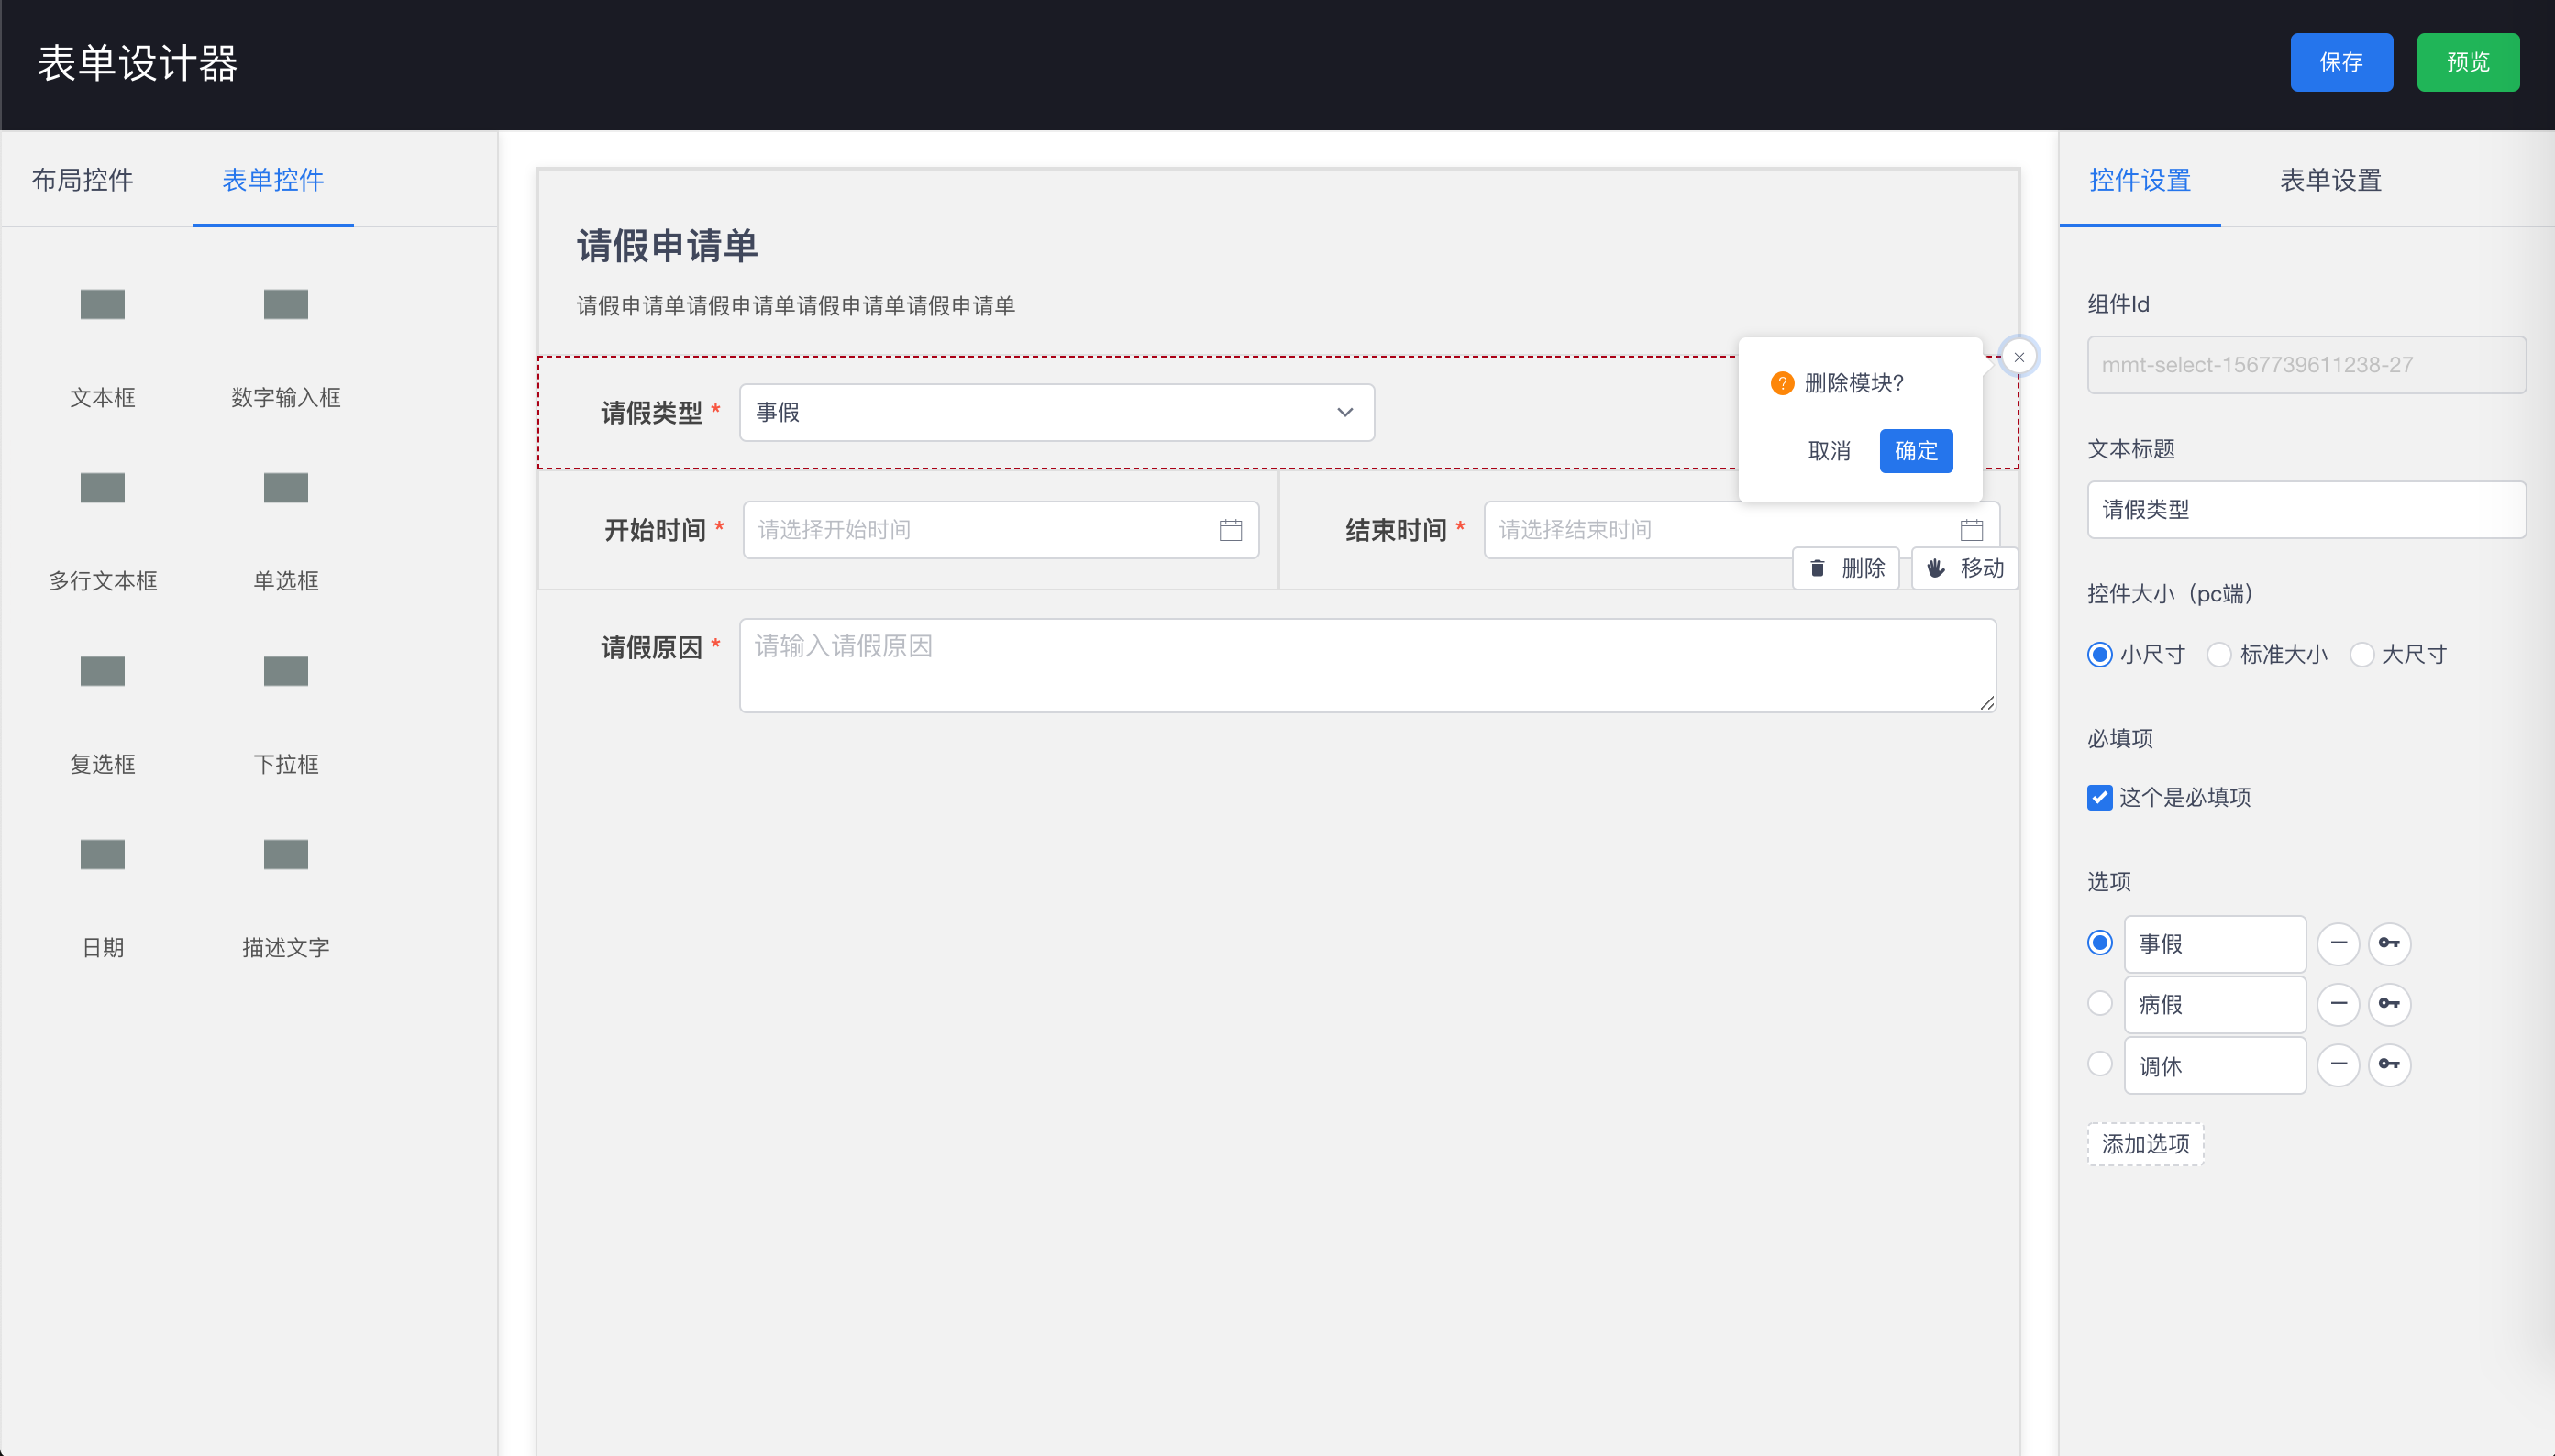 表单设计器
保存
预览
布局控件
表单控件
文本框
数字输入框
多行文本框
单选框
复选框
下拉框
日期
描述文字
请假申请单
请假申请单请假申请单请假申请单请假申请单
请假类型 *
事假
删除模块?
取消
确定
开始时间 *
请选择开始时间
结束时间 *
请选择结束时间
删除
移动
请假原因 *
请输入请假原因
控件设置
表单设置
组件Id
mmt-select-1567739611238-27
文本标题
请假类型
控件大小（pc端）
小尺寸 标准大小 大尺寸
必填项
这个是必填项
选项
事假
病假
调休
添加选项